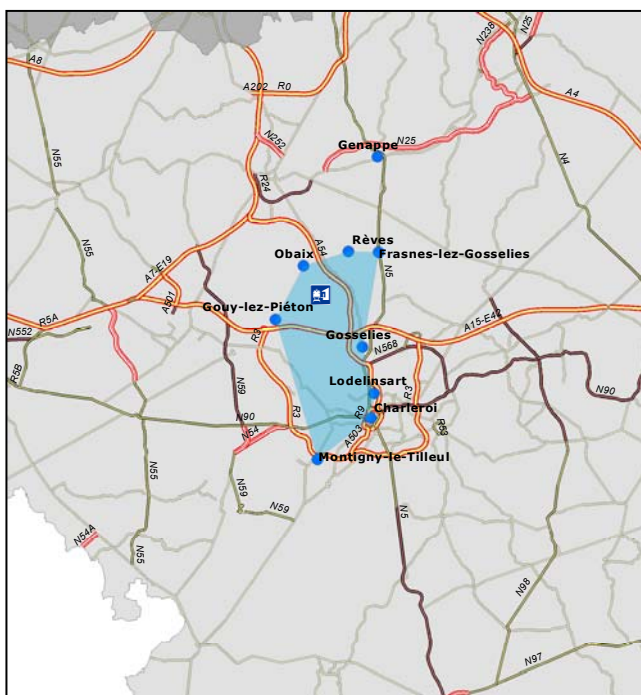 N238
N25
A8
A202
R0
A4
N252
Genappe
N25
N55
N4
R24
Rèves
Obaix
A54
Frasnes-lez-Gosselies
N55
A7-E19
N5
A501
Gouy-lez-Piéton
R5A
N552
R3
Gosselies
A15-E42
N568
R5B
Lodelinsart
N59
R3
N90
Charleroi
N90
R3
R9
N54
A503
R53
Montigny-le-Tilleul
N55
N59
N59
N5
N54A
N55
N98
N97